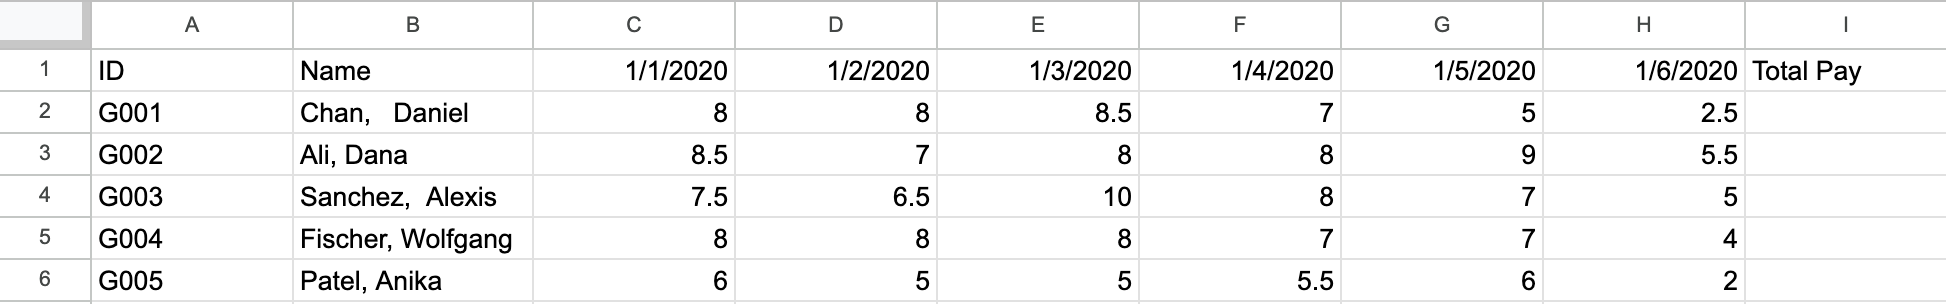 A B C D E F G H I
1 ID Name 1/1/2020 1/2/2020 1/3/2020 1/4/2020 1/5/2020 1/6/2020 Total Pay
2 G001 Chan,   Daniel 8 8 8.5 7 5 2.5
3 G002 Ali, Dana 8.5 7 8 8 9 5.5
4 G003 Sanchez,  Alexis 7.5 6.5 10 8 7 5
5 G004 Fischer, Wolfgang 8 8 8 7 7 4
6 G005 Patel, Anika 6 5 5 5.5 6 2